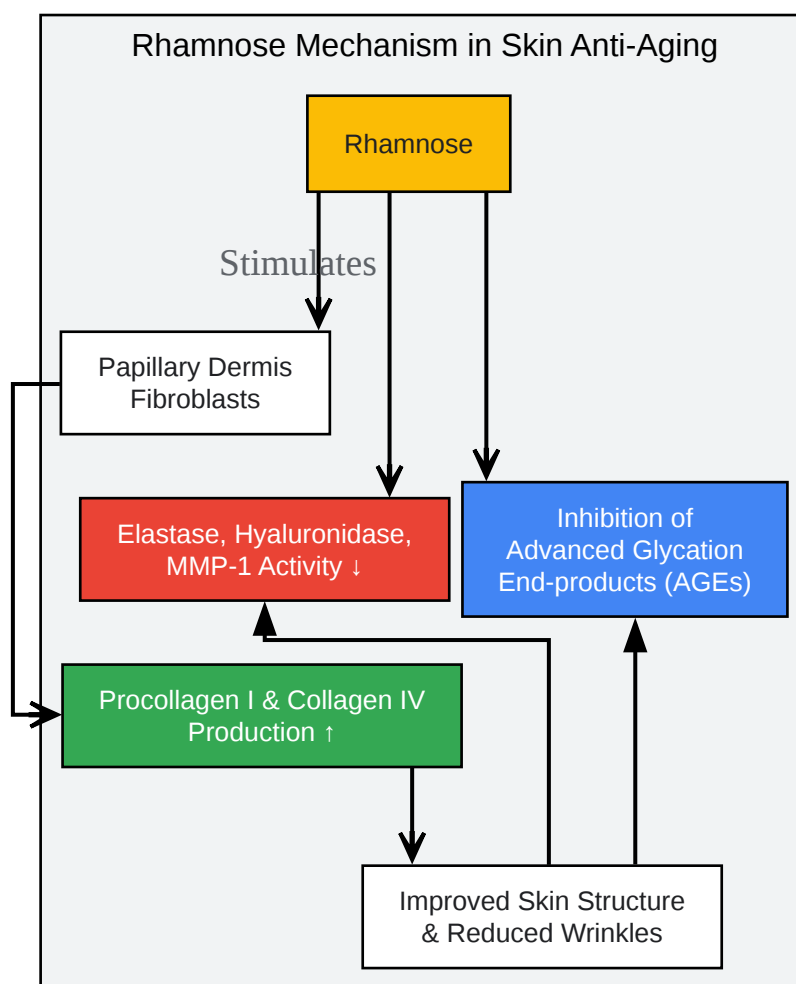 Rhamnose Mechanism in Skin Anti-Aging
Rhamnose
Stimulates
Papillary Dermis
Fibroblasts
Elastase, Hyaluronidase,
MMP-1 Activity ↓
Inhibition of
Advanced Glycation
End-products (AGEs)
Procollagen I & Collagen IV
Production ↑
Improved Skin Structure
& Reduced Wrinkles